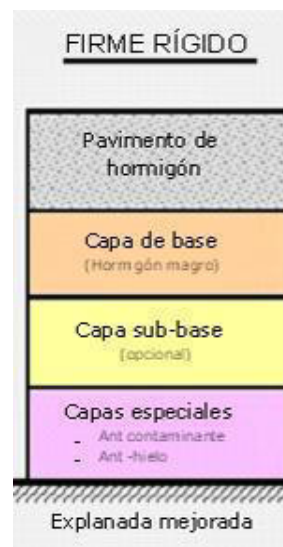 FIRME RÍGIDO
Pavimento de
hormigón
Capa de base
(Hormigón magro)
Capa sub-base
(opcional)
Capas especiales
- Ant contaminante
- Ant -hielo
Explanada mejorada